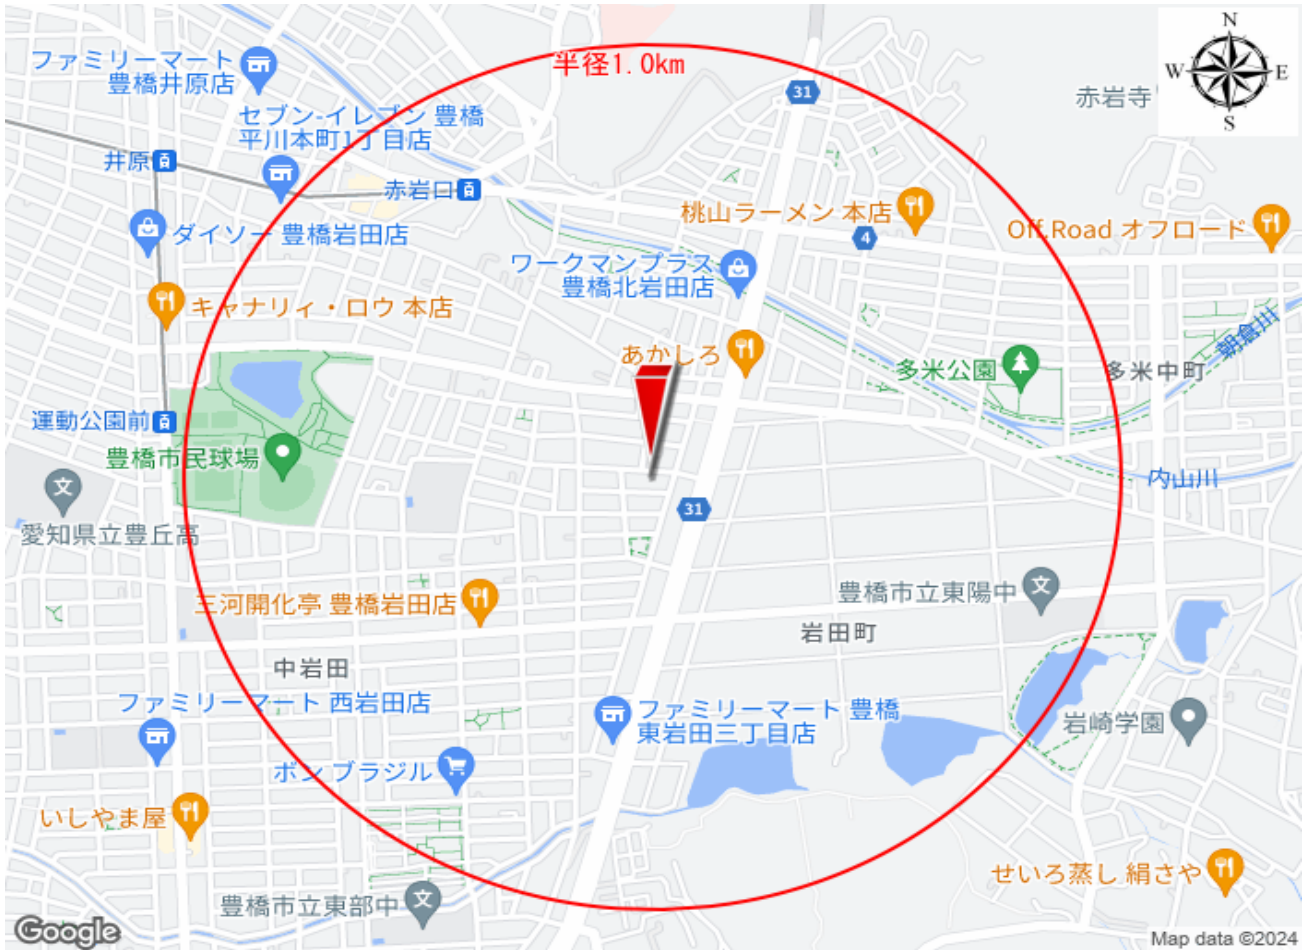 半径1.0km
N
W
E
S
ファミリーマート
豊橋井原店
セブン-イレブン 豊橋
平川本町1丁目店
31
赤岩寺
井原
赤岩口
桃山ラーメン 本店
ダイソー 豊橋岩田店
4
Off Road オフロード
ワークマンプラス
豊橋北岩田店
キャナリィ・ロウ 本店
朝倉川
あかしろ
多米公園
多米中町
運動公園前
豊橋市民球場
内山川
31
愛知県立豊丘高
三河開化亭 豊橋岩田店
豊橋市立東陽中
岩田町
中岩田
ファミリーマート 西岩田店
ファミリーマート 豊橋
東岩田三丁目店
岩崎学園
ボン ブラジル
いしやま屋
せいろ蒸し 絹さや
豊橋市立東部中
Google
Map data ©2024